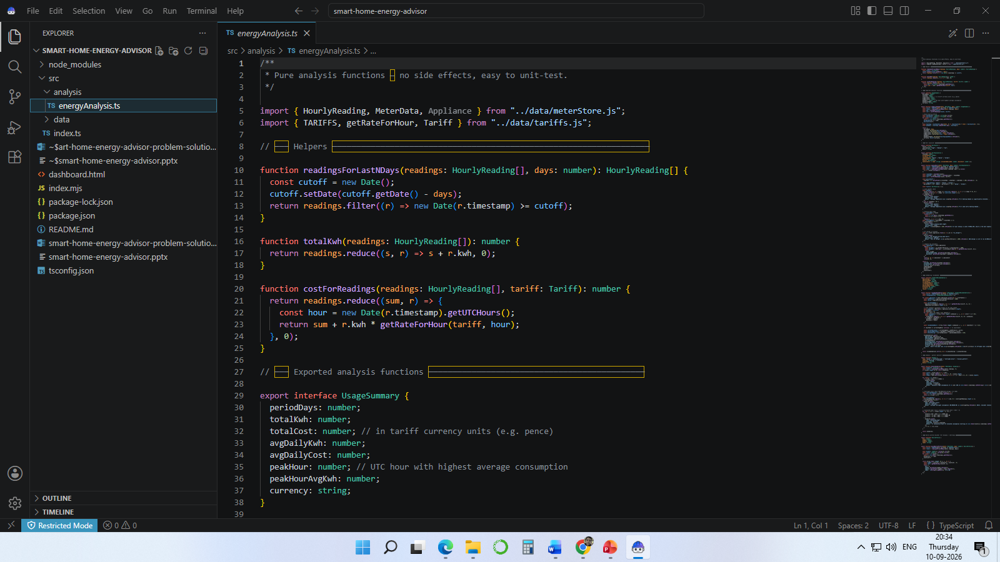 File Edit Selection View Go Run Terminal Help
smart-home-energy-advisor
EXPLORER
SMART-HOME-ENERGY-ADVISOR
node_modules
src
analysis
TS energyAnalysis.ts
data
TS index.ts
~$art-home-energy-advisor-problem-solutio...
~$smart-home-energy-advisor.pptx
<> dashboard.html
JS index.mjs
{} package-lock.json
{} package.json
README.md
smart-home-energy-advisor-problem-solutio...
smart-home-energy-advisor.pptx
TS tsconfig.json
OUTLINE
TIMELINE
TS energyAnalysis.ts
src > analysis > TS energyAnalysis.ts > ...
1 /**
2 * Pure analysis functions – no side effects, easy to unit-test.
3 */
4
5 import { HourlyReading, MeterData, Appliance } from "../data/meterStore.js";
6 import { TARIFFS, getRateForHour, Tariff } from "../data/tariffs.js";
7
8 // ── Helpers ──────────────────────────────────────────────────────────────────
9
10 function readingsForLastNDays(readings: HourlyReading[], days: number): HourlyReading[] {
11 const cutoff = new Date();
12 cutoff.setDate(cutoff.getDate() - days);
13 return readings.filter((r) => new Date(r.timestamp) >= cutoff);
14 }
15
16 function totalKwh(readings: HourlyReading[]): number {
17 return readings.reduce((s, r) => s + r.kwh, 0);
18 }
19
20 function costForReadings(readings: HourlyReading[], tariff: Tariff): number {
21 return readings.reduce((sum, r) => {
22 const hour = new Date(r.timestamp).getUTCHours();
23 return sum + r.kwh * getRateForHour(tariff, hour);
24 }, 0);
25 }
26
27 // ── Exported analysis functions ─────────────────────────────────────────────
28
29 export interface UsageSummary {
30 periodDays: number;
31 totalKwh: number;
32 totalCost: number; // in tariff currency units (e.g. pence)
33 avgDailyKwh: number;
34 avgDailyCost: number;
35 peakHour: number; // UTC hour with highest average consumption
36 peakHourAvgKwh: number;
37 currency: string;
38 }
39
Restricted Mode 0 0 Ln 1, Col 1 Spaces: 2 UTF-8 LF {} TypeScript
ENG
20:34
Thursday
10-09-2026
1